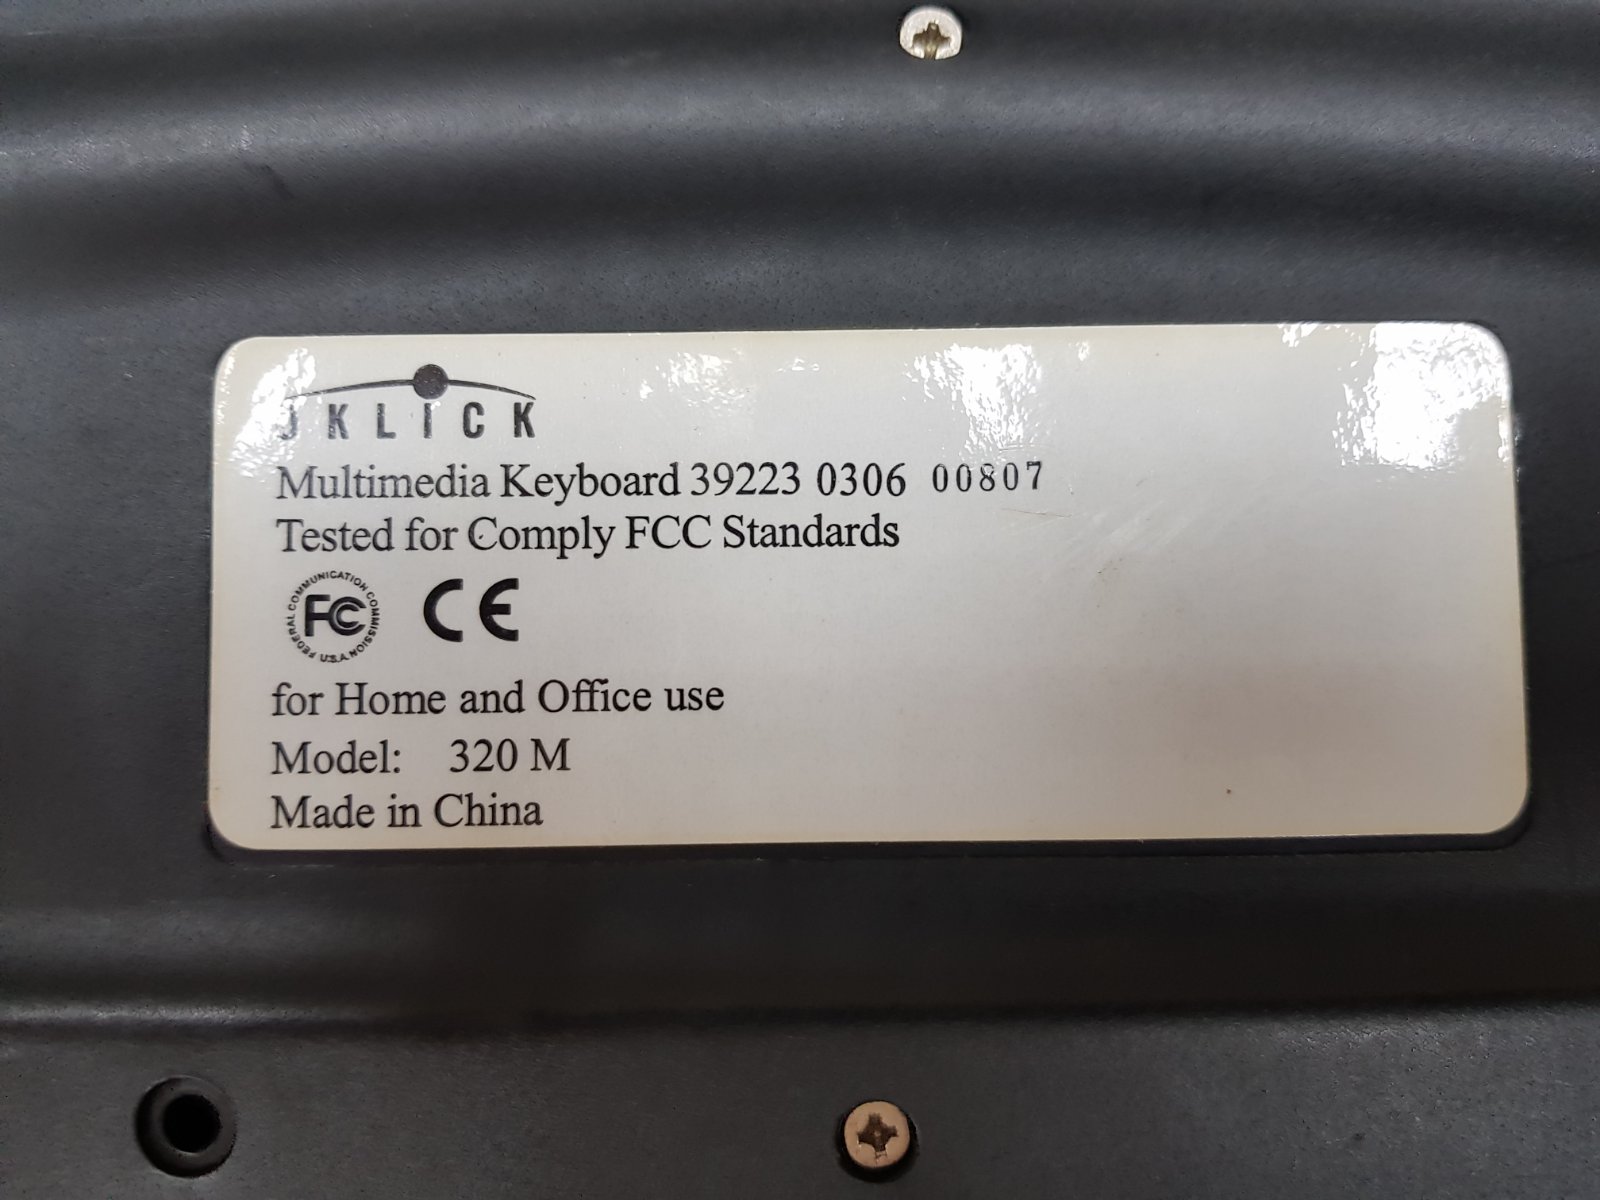 JKLICK
Multimedia Keyboard 39223 0306 00807
Tested for Comply FCC Standards
FEDERAL COMMUNICATION COMMISSION U.S.A.
FC CE
for Home and Office use
Model: 320 M
Made in China